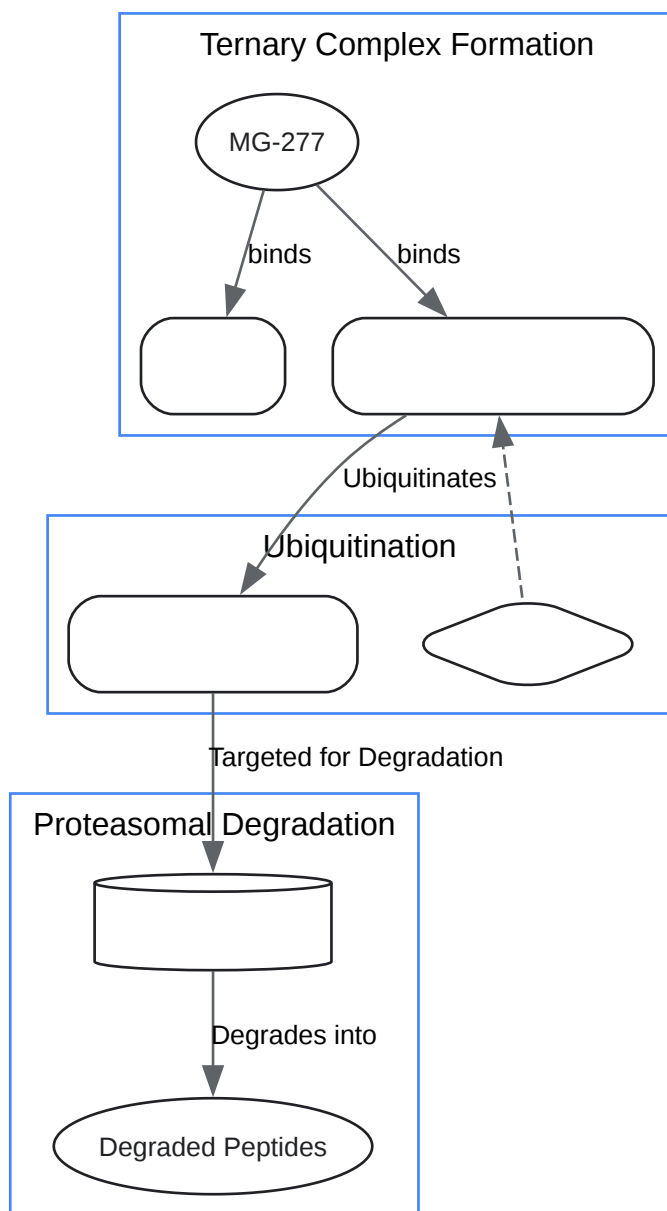 Ternary Complex Formation
MG-277
binds
binds
Ubiquitinates
Ubiquitination
Targeted for Degradation
Proteasomal Degradation
Degrades into
Degraded Peptides